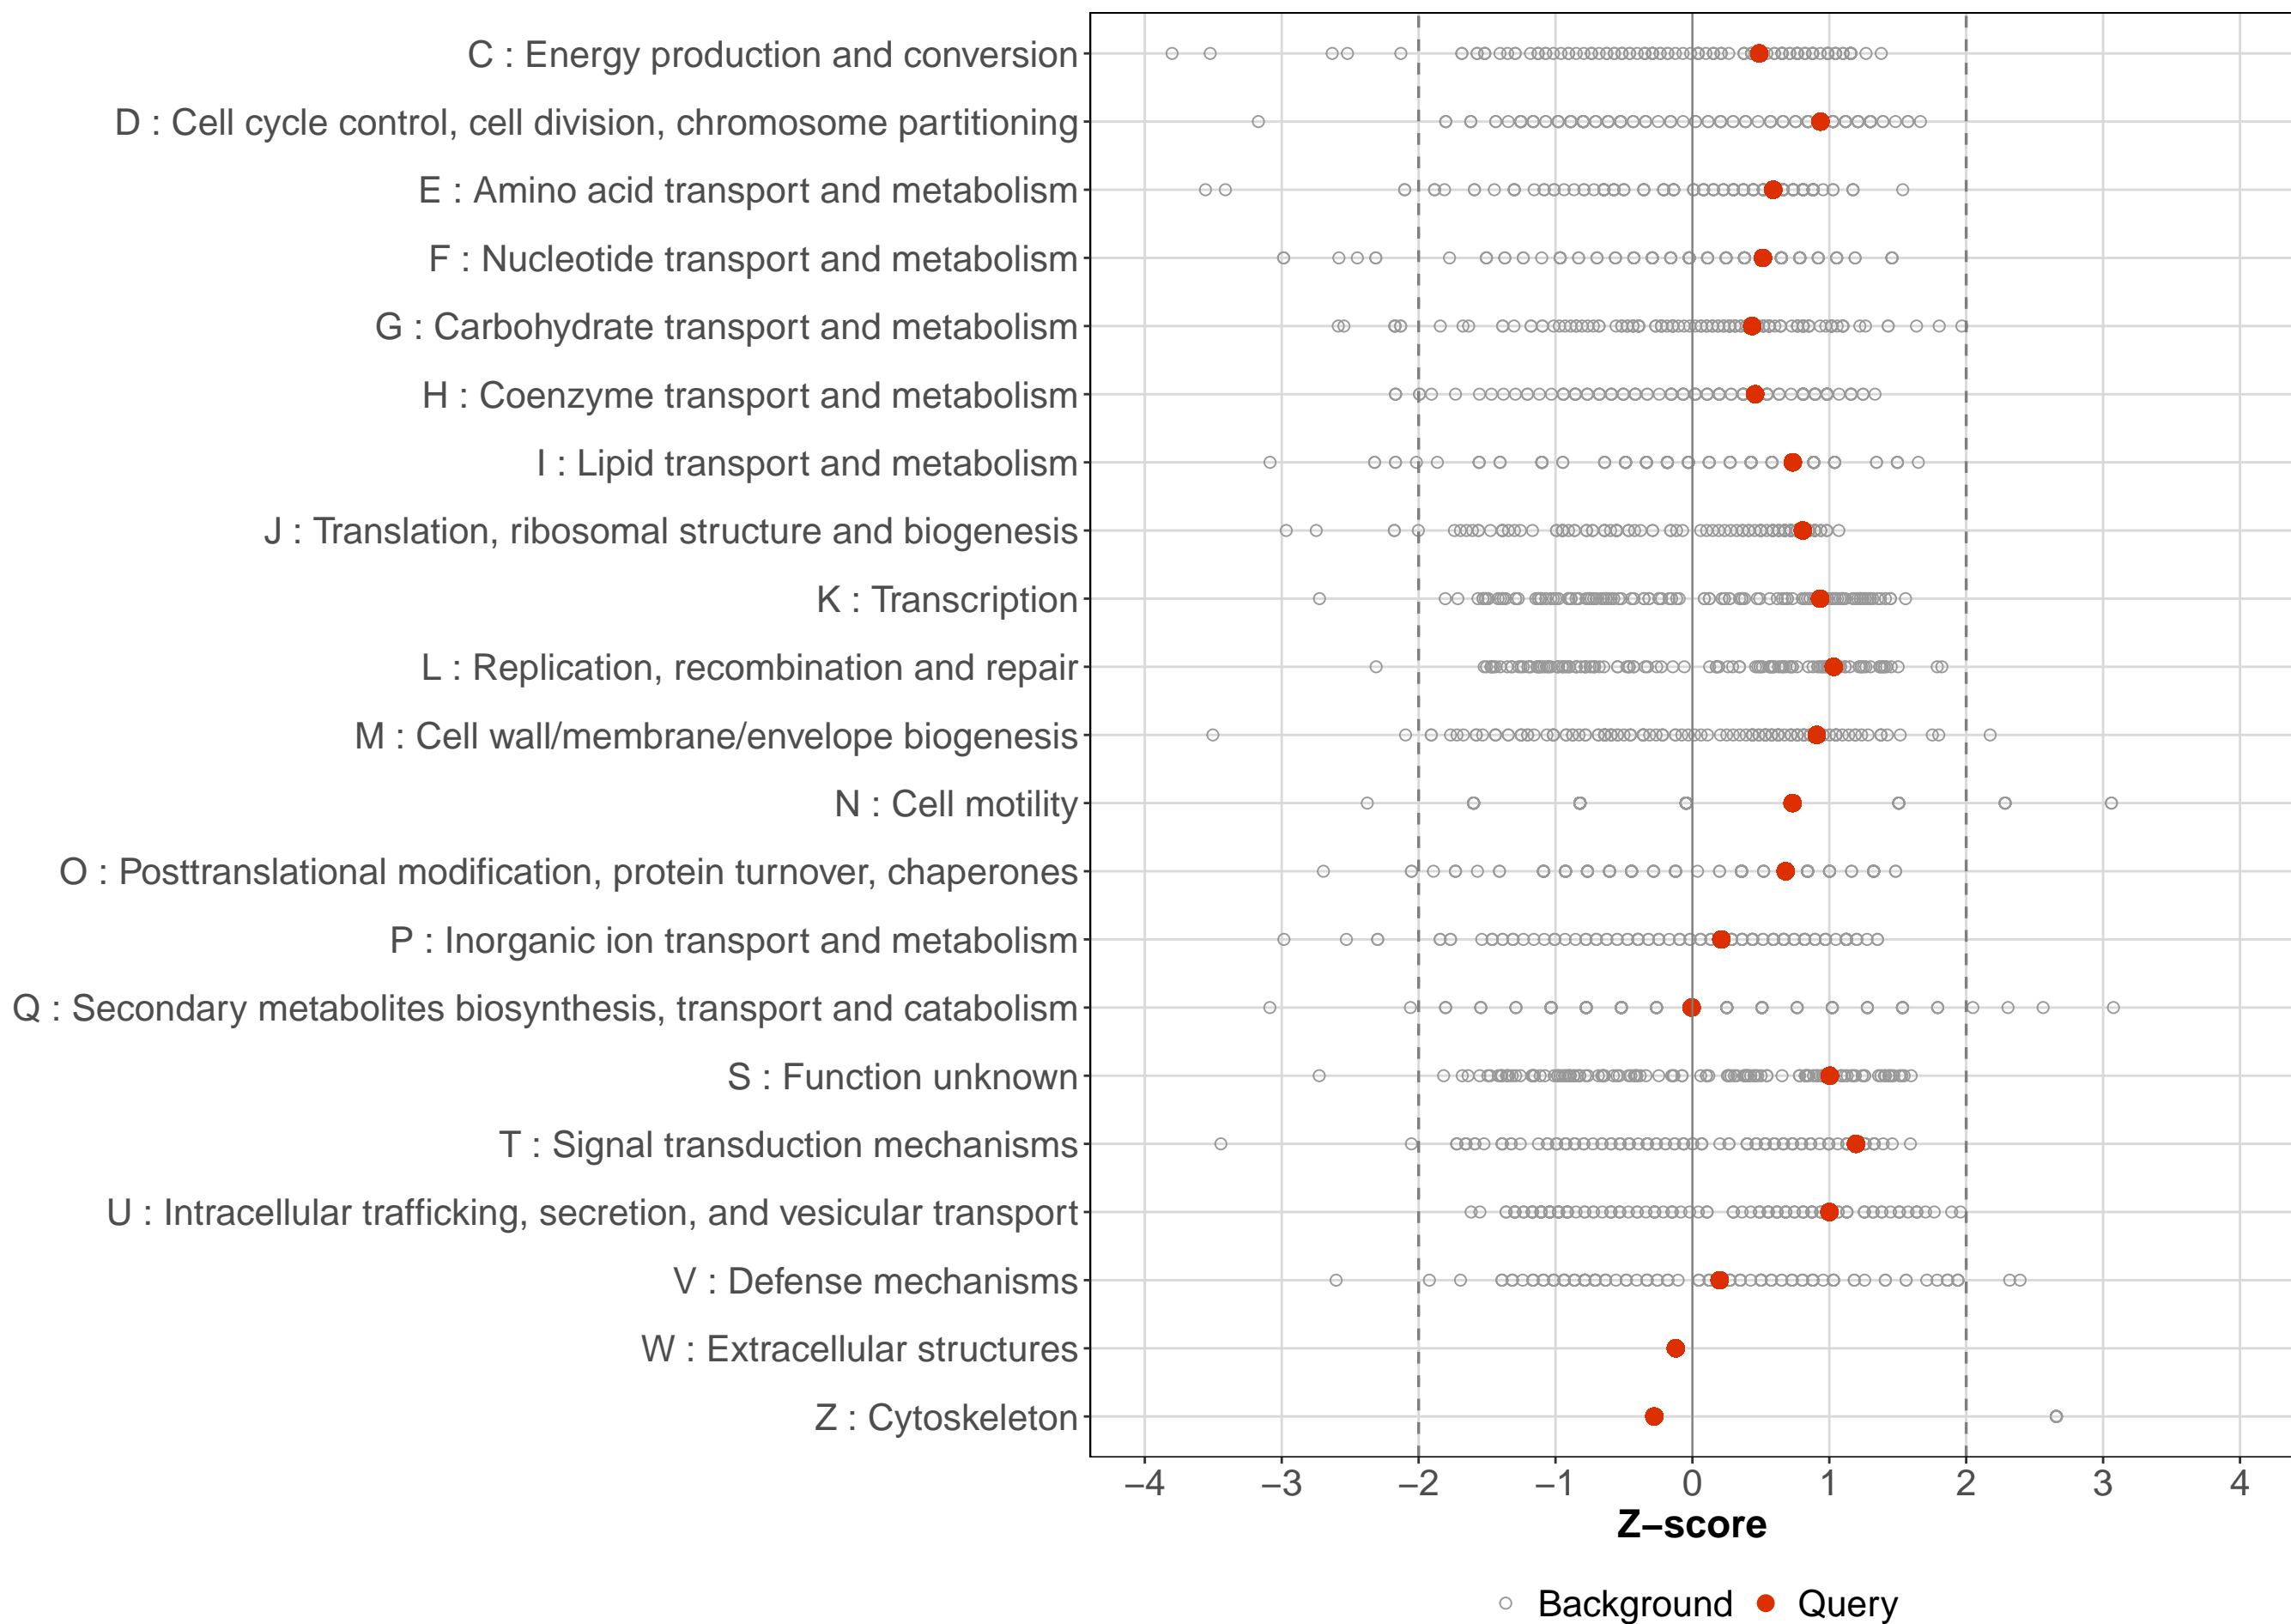 C : Energy production and conversion
D : Cell cycle control, cell division, chromosome partitioning
E : Amino acid transport and metabolism
F : Nucleotide transport and metabolism
G : Carbohydrate transport and metabolism
H : Coenzyme transport and metabolism
I : Lipid transport and metabolism
J : Translation, ribosomal structure and biogenesis
K : Transcription
L : Replication, recombination and repair
M : Cell wall/membrane/envelope biogenesis
N : Cell motility
O : Posttranslational modification, protein turnover, chaperones
P : Inorganic ion transport and metabolism
Q : Secondary metabolites biosynthesis, transport and catabolism
S : Function unknown
T : Signal transduction mechanisms
U : Intracellular trafficking, secretion, and vesicular transport
V : Defense mechanisms
W : Extracellular structures
Z : Cytoskeleton
−4 −3 −2 −1 0 1 2 3 4
Z−score
Background Query